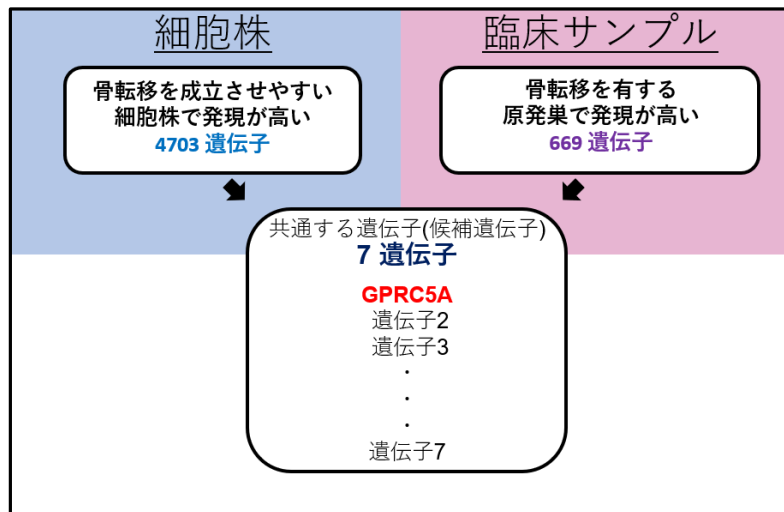 細胞株
臨床サンプル
骨転移を成立させやすい
細胞株で発現が高い
4703 遺伝子
骨転移を有する
原発巣で発現が高い
669 遺伝子
共通する遺伝子(候補遺伝子)
7 遺伝子
GPRC5A
遺伝子2
遺伝子3
・
・
・
遺伝子7